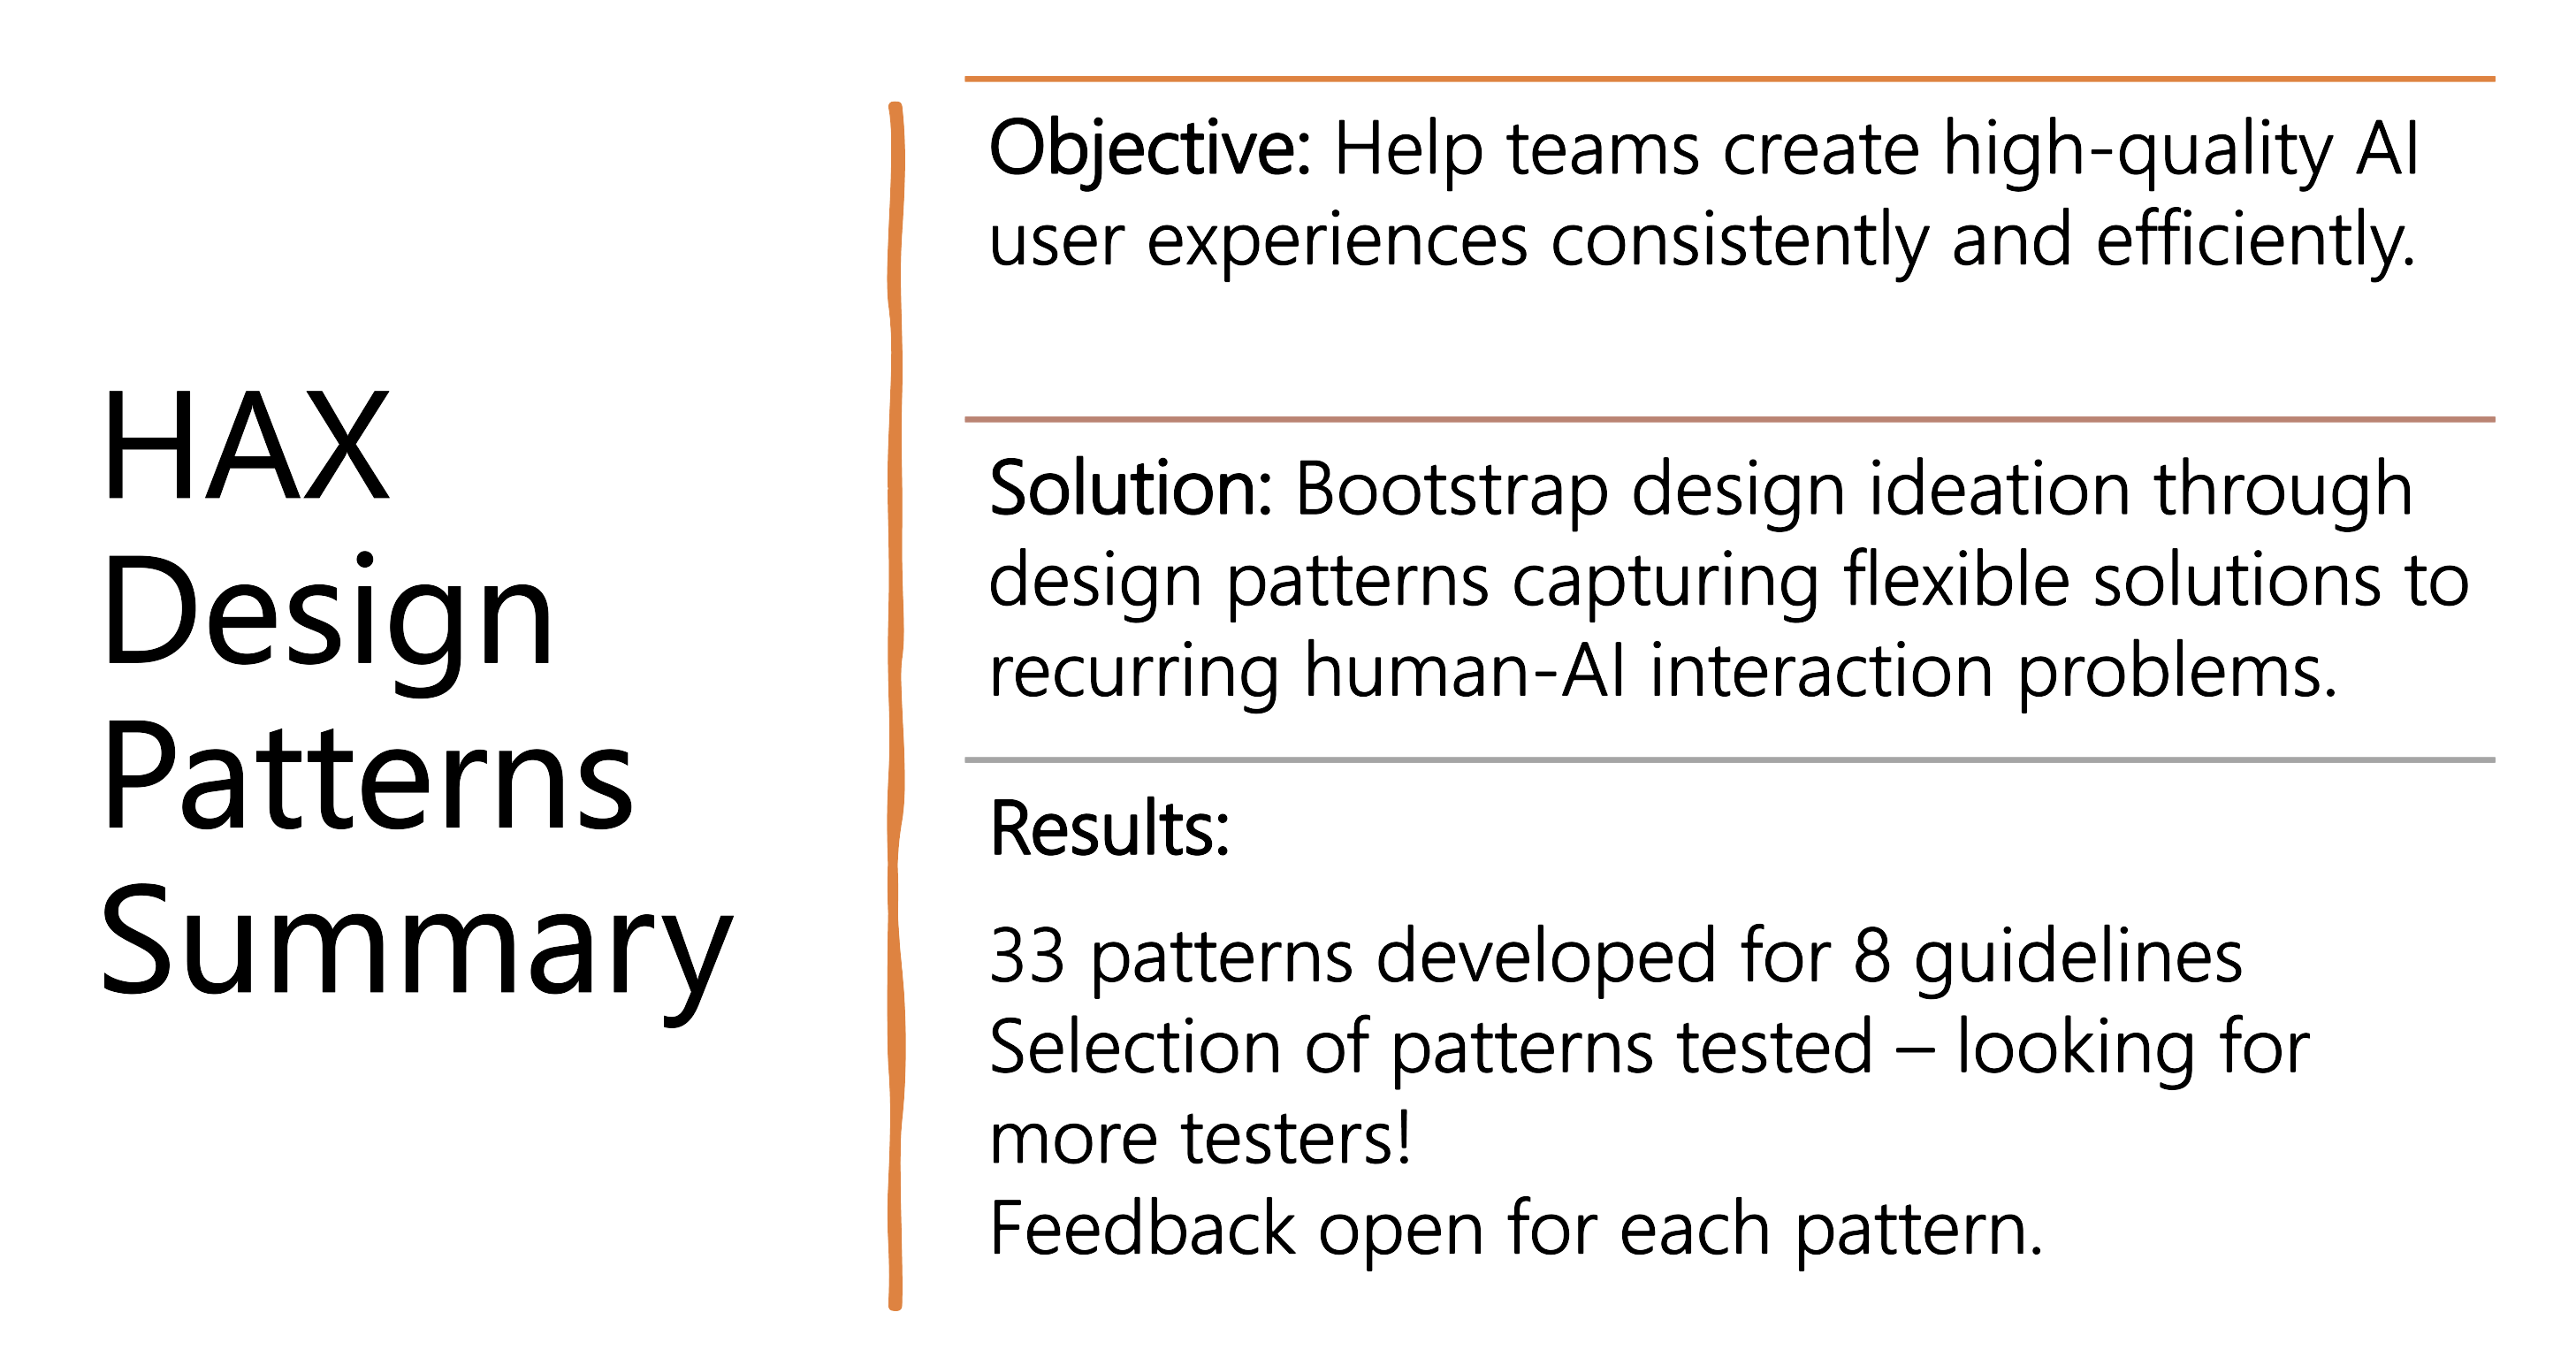 HAX
Design
Patterns
Summary
Objective: Help teams create high-quality AI
user experiences consistently and efficiently.
Solution: Bootstrap design ideation through
design patterns capturing flexible solutions to
recurring human-AI interaction problems.
Results:
33 patterns developed for 8 guidelines
Selection of patterns tested – looking for
more testers!
Feedback open for each pattern.